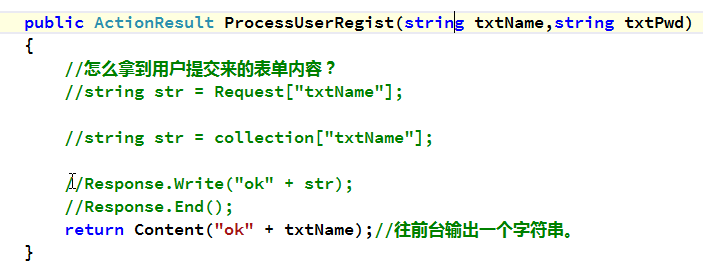 public ActionResult ProcessUserRegist(string txtName,string txtPwd)
{
//怎么拿到用户提交来的表单内容？
//string str = Request["txtName"];
//string str = collection["txtName"];
//Response.Write("ok" + str);
//Response.End();
return Content("ok" + txtName);//往前台输出一个字符串。
}